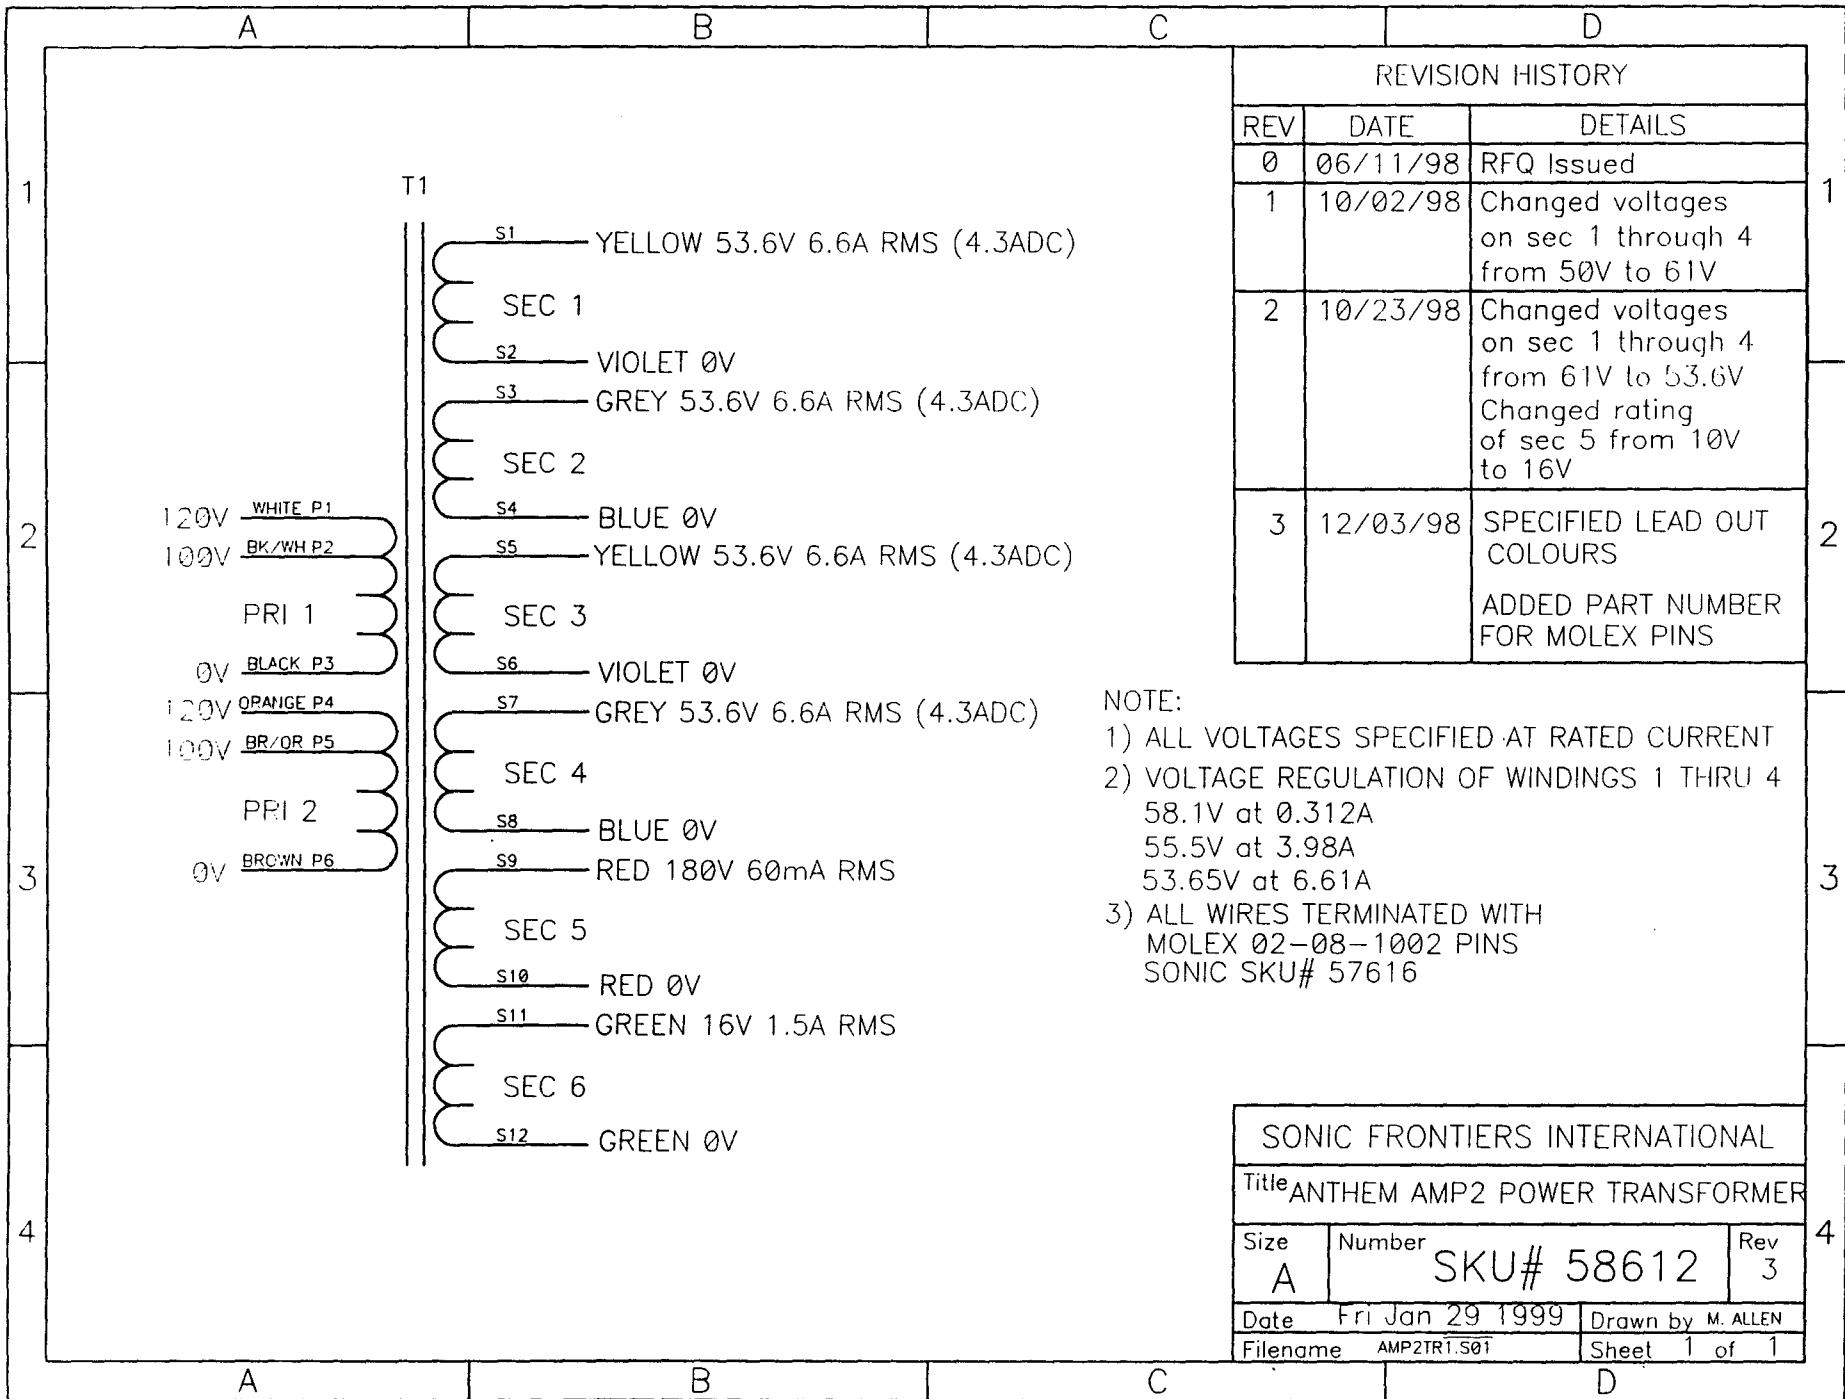 A B C D
REVISION HISTORY
REV DATE DETAILS
0 06/11/98 RFQ Issued
1 10/02/98 Changed voltages
on sec 1 through 4
from 50V to 61V
2 10/23/98 Changed voltages
on sec 1 through 4
from 61V to 53.6V
Changed rating
of sec 5 from 10V
to 16V
3 12/03/98 SPECIFIED LEAD OUT
COLOURS
ADDED PART NUMBER
FOR MOLEX PINS
1
2
3
4
1
2
3
4
T1
120V WHITE P1
100V BK/WH P2
PRI 1
0V BLACK P3
120V ORANGE P4
100V BR/OR P5
PRI 2
0V BROWN P6
S1 YELLOW 53.6V 6.6A RMS (4.3ADC)
SEC 1
S2 VIOLET 0V
S3 GREY 53.6V 6.6A RMS (4.3ADC)
SEC 2
S4 BLUE 0V
S5 YELLOW 53.6V 6.6A RMS (4.3ADC)
SEC 3
S6 VIOLET 0V
S7 GREY 53.6V 6.6A RMS (4.3ADC)
SEC 4
S8 BLUE 0V
S9 RED 180V 60mA RMS
SEC 5
S10 RED 0V
S11 GREEN 16V 1.5A RMS
SEC 6
S12 GREEN 0V
NOTE:
1) ALL VOLTAGES SPECIFIED AT RATED CURRENT
2) VOLTAGE REGULATION OF WINDINGS 1 THRU 4
58.1V at 0.312A
55.5V at 3.98A
53.65V at 6.61A
3) ALL WIRES TERMINATED WITH
MOLEX 02-08-1002 PINS
SONIC SKU# 57616
SONIC FRONTIERS INTERNATIONAL
Title ANTHEM AMP2 POWER TRANSFORMER
Size A Number SKU# 58612 Rev 3
Date Fri Jan 29 1999 Drawn by M. ALLEN
Filename AMP2TR1.S01 Sheet 1 of 1
A B C D